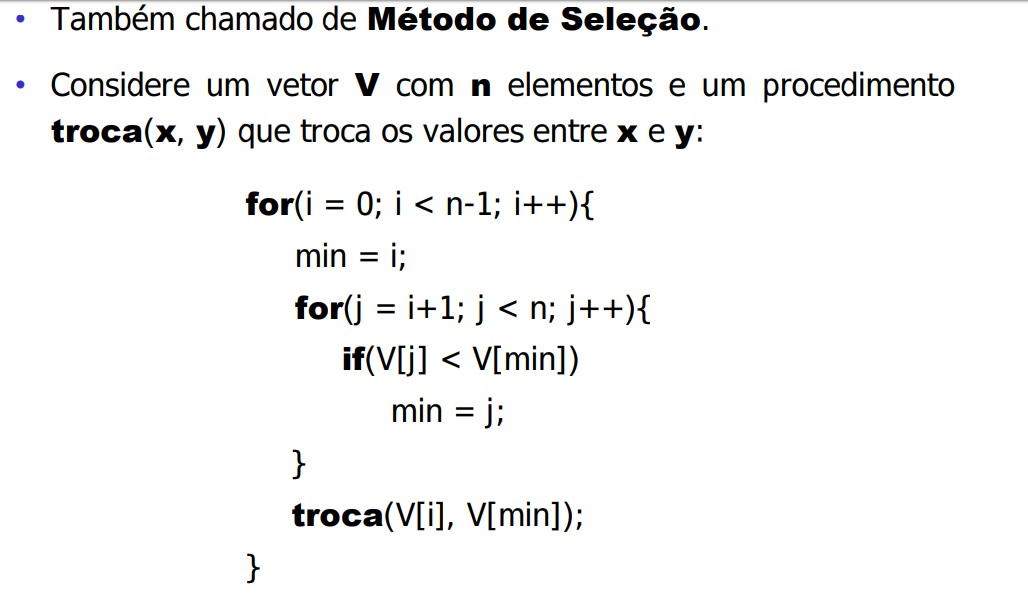 • Também chamado de Método de Seleção.
• Considere um vetor V com n elementos e um procedimento
troca(x, y) que troca os valores entre x e y:
for(i = 0; i < n-1; i++){
min = i;
for(j = i+1; j < n; j++){
if(V[j] < V[min])
min = j;
}
troca(V[i], V[min]);
}